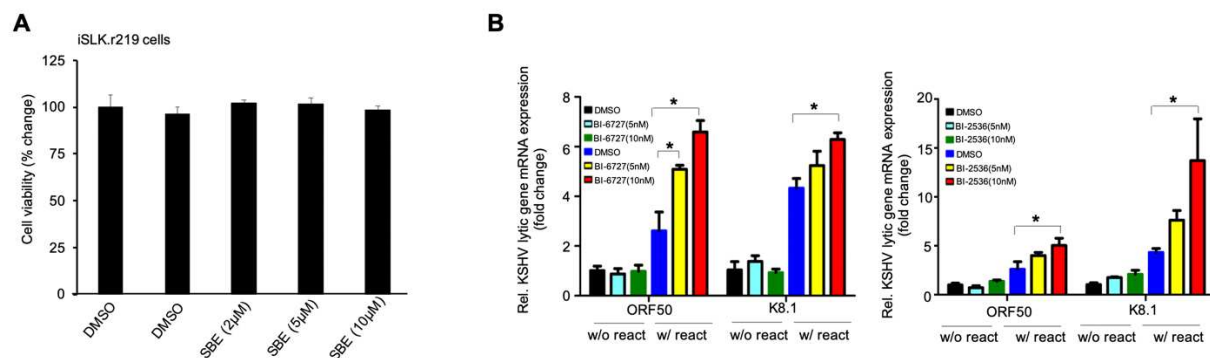 A
iSLK.r219 cells
Cell viability (% change)
125
100
75
50
25
0
DMSO
DMSO
SBE (2μM)
SBE (5μM)
SBE (10μM)
B
Rel. KSHV lytic gene mRNA expression
(fold change)
8
6
4
2
0
DMSO
BI-6727(5nM)
BI-6727(10nM)
DMSO
BI-6727(5nM)
BI-6727(10nM)
*
*
*
ORF50
K8.1
w/o react
w/ react
w/o react
w/ react
Rel. KSHV lytic gene mRNA expression
(fold change)
20
15
10
5
0
DMSO
BI-2536(5nM)
BI-2536(10nM)
DMSO
BI-2536(5nM)
BI-2536(10nM)
*
*
ORF50
K8.1
w/o react
w/ react
w/o react
w/ react